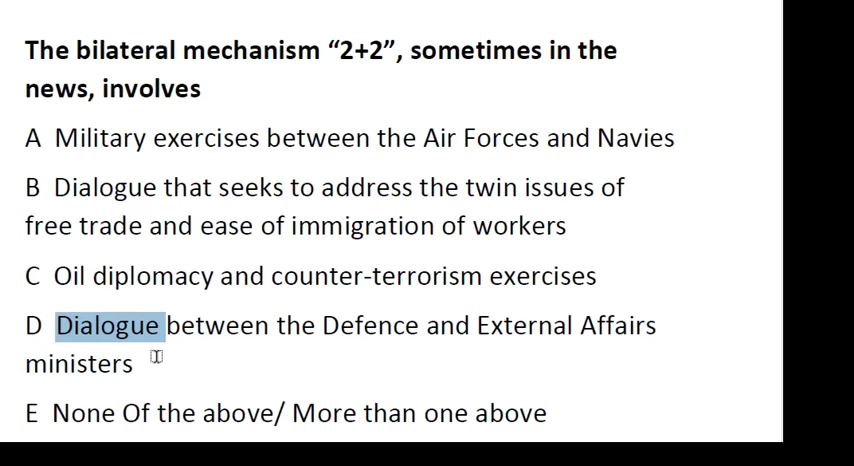 The bilateral mechanism “2+2”, sometimes in the
news, involves
A Military exercises between the Air Forces and Navies
B Dialogue that seeks to address the twin issues of
free trade and ease of immigration of workers
C Oil diplomacy and counter-terrorism exercises
D Dialogue between the Defence and External Affairs
ministers
E None Of the above/ More than one above